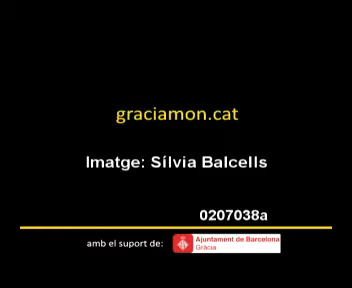 graciamon.cat
Imatge: Sílvia Balcells
0207038a
amb el suport de:
Ajuntament de Barcelona
Gràcia